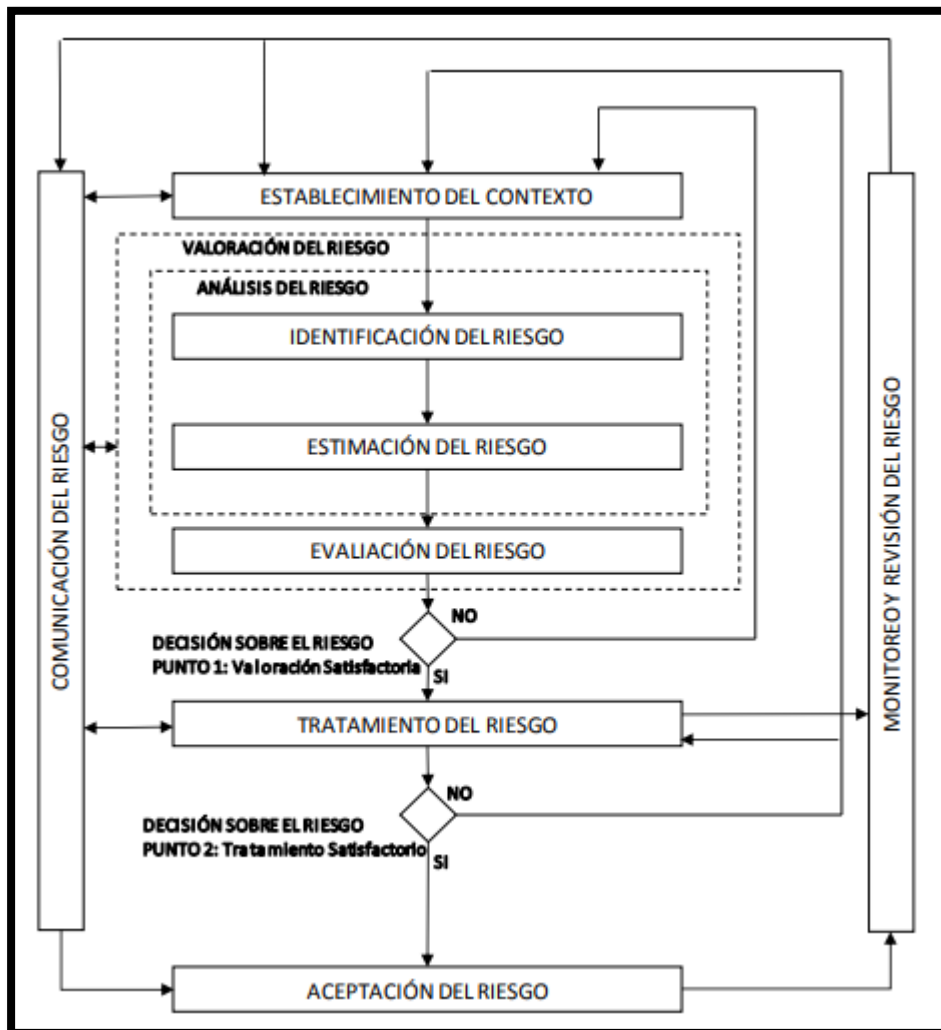 ESTABLECIMIENTO DEL CONTEXTO
VALORACIÓN DEL RIESGO
ANÁLISIS DEL RIESGO
IDENTIFICACIÓN DEL RIESGO
ESTIMACIÓN DEL RIESGO
EVALIACIÓN DEL RIESGO
NO
DECISIÓN SOBRE EL RIESGO
PUNTO 1: Valoración Satisfactoria
SI
TRATAMIENTO DEL RIESGO
NO
DECISIÓN SOBRE EL RIESGO
PUNTO 2: Tratamiento Satisfactorio
SI
ACEPTACIÓN DEL RIESGO
COMUNICACIÓN DEL RIESGO
MONITOREO Y REVISIÓN DEL RIESGO